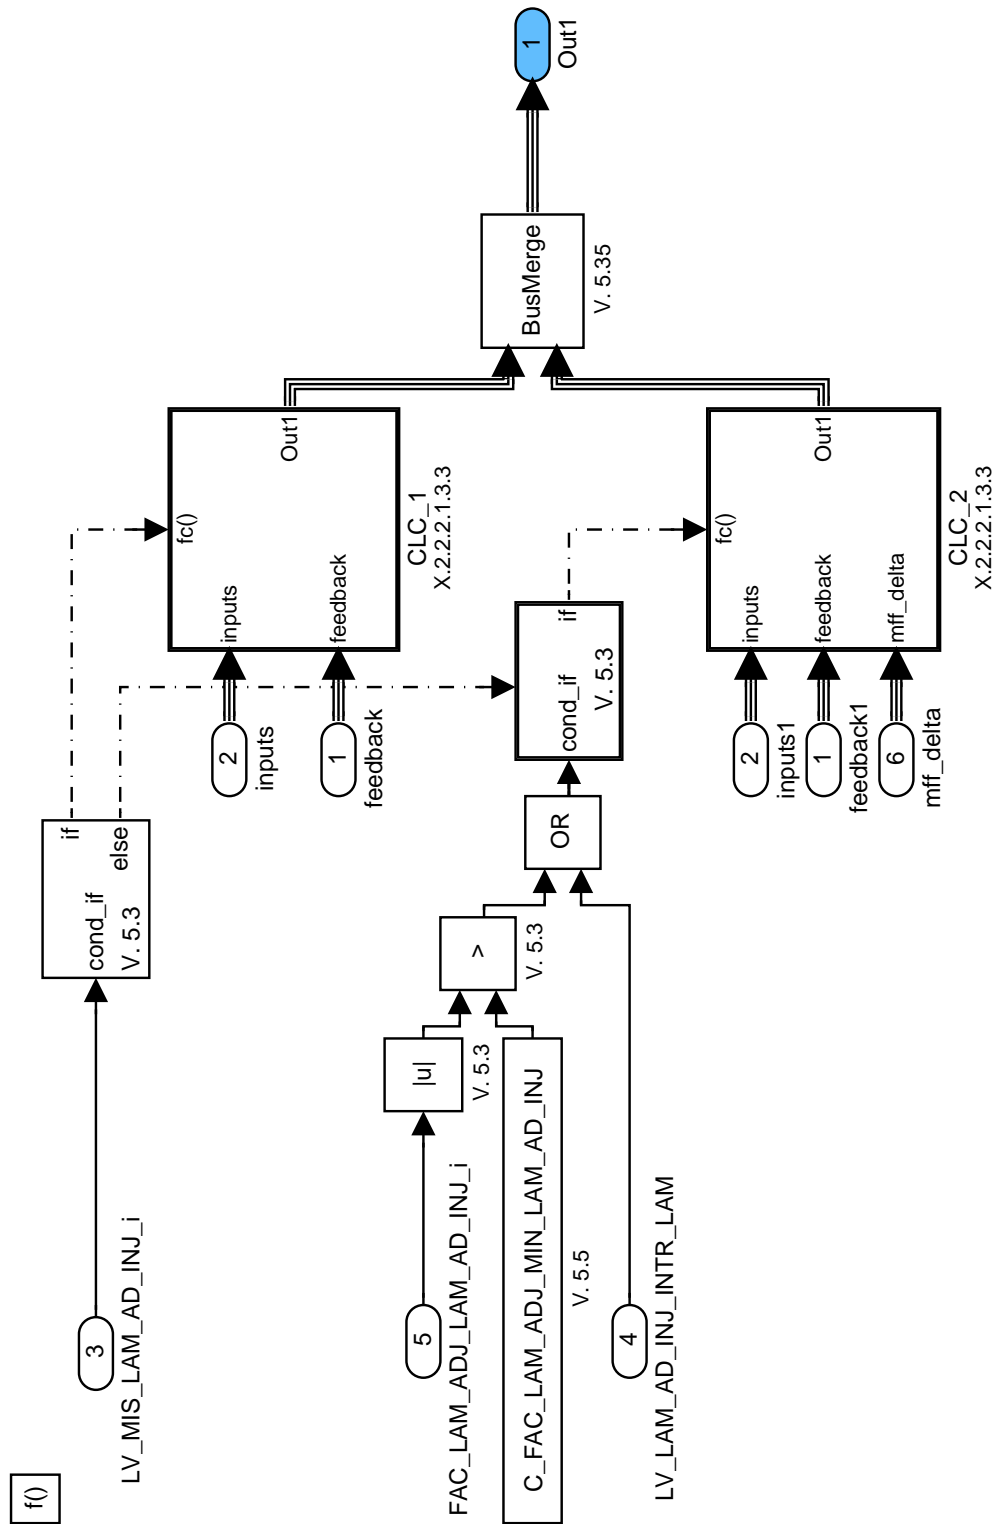 f()
3
LV_MIS_LAM_AD_INJ_i
cond_if
V. 5.3
if
else
2
inputs
1
feedback
fc()
inputs
feedback
Out1
CLC_1
X.2.2.2.1.3.3
5
FAC_LAM_ADJ_LAM_AD_INJ_i
|u|
V. 5.3
C_FAC_LAM_ADJ_MIN_LAM_AD_INJ
V. 5.5
>
V. 5.3
4
LV_LAM_AD_INJ_INTR_LAM
OR
cond_if
if
V. 5.3
2
inputs1
1
feedback1
6
mff_delta
fc()
inputs
feedback
mff_delta
Out1
CLC_2
X.2.2.2.1.3.3
BusMerge
V. 5.35
1
Out1